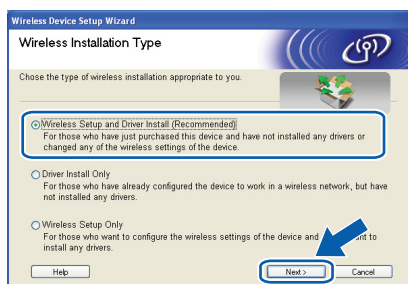 Wireless Device Setup Wizard
Wireless Installation Type
Chose the type of wireless installation appropriate to you.
Wireless Setup and Driver Install (Recommended)
For those who have just purchased this device and have not installed any drivers or
changed any of the wireless settings of the device.
Driver Install Only
For those who have already configured the device to work in a wireless network, but have
not installed any drivers.
Wireless Setup Only
For those who want to configure the wireless settings of the device and to
install any drivers.
Help
Next >
Cancel